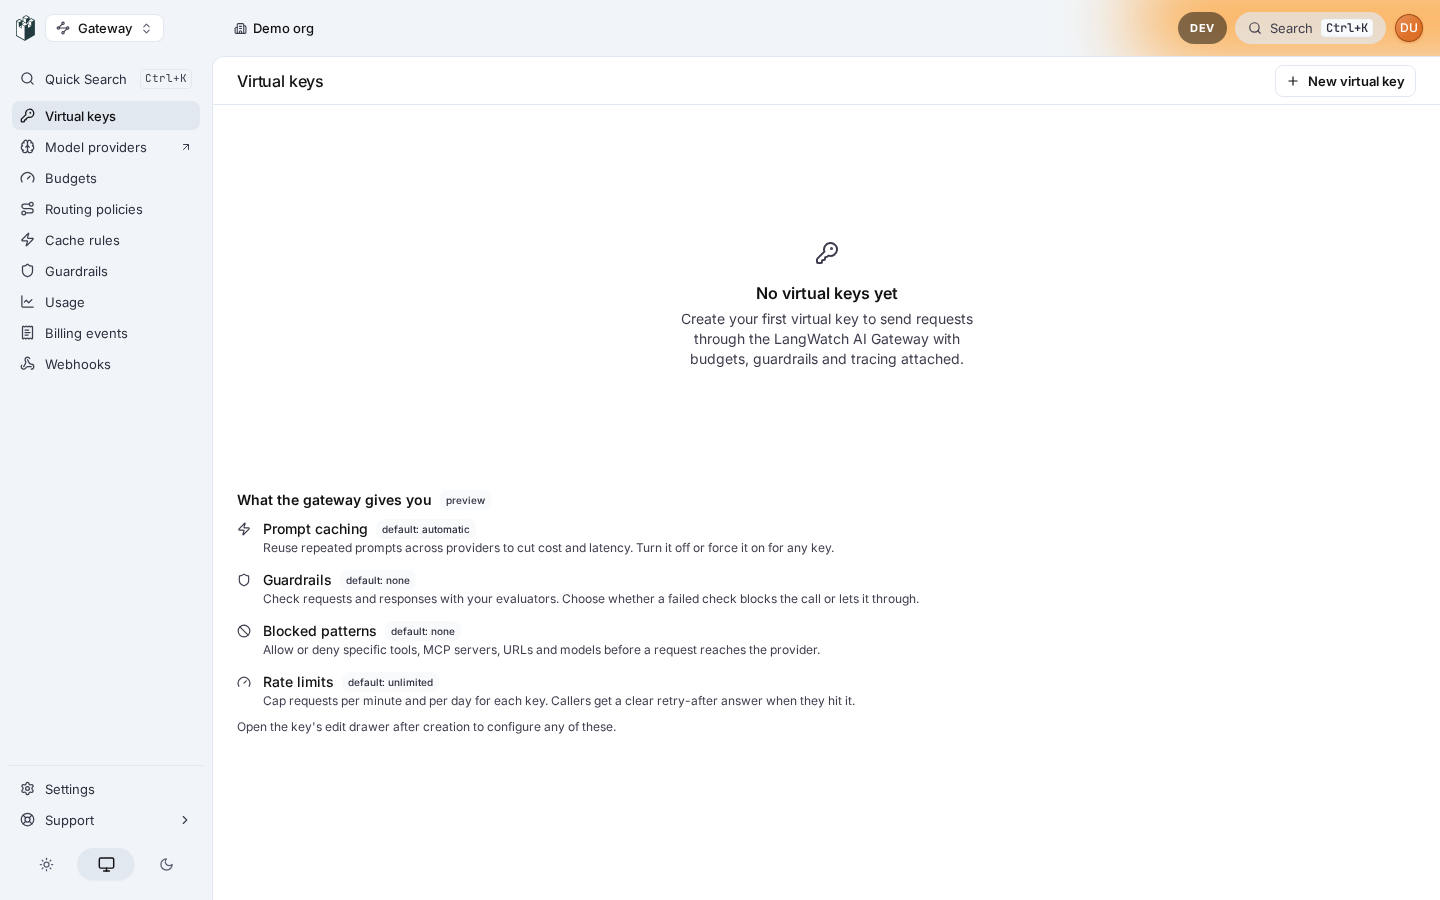 Gateway
Demo org
DEV
Search Ctrl+K
DU
Quick Search Ctrl+K
Virtual keys
Model providers
Budgets
Routing policies
Cache rules
Guardrails
Usage
Billing events
Webhooks
Settings
Support
Virtual keys
New virtual key
No virtual keys yet
Create your first virtual key to send requests
through the LangWatch AI Gateway with
budgets, guardrails and tracing attached.
What the gateway gives you preview
Prompt caching default: automatic
Reuse repeated prompts across providers to cut cost and latency. Turn it off or force it on for any key.
Guardrails default: none
Check requests and responses with your evaluators. Choose whether a failed check blocks the call or lets it through.
Blocked patterns default: none
Allow or deny specific tools, MCP servers, URLs and models before a request reaches the provider.
Rate limits default: unlimited
Cap requests per minute and per day for each key. Callers get a clear retry-after answer when they hit it.
Open the key's edit drawer after creation to configure any of these.